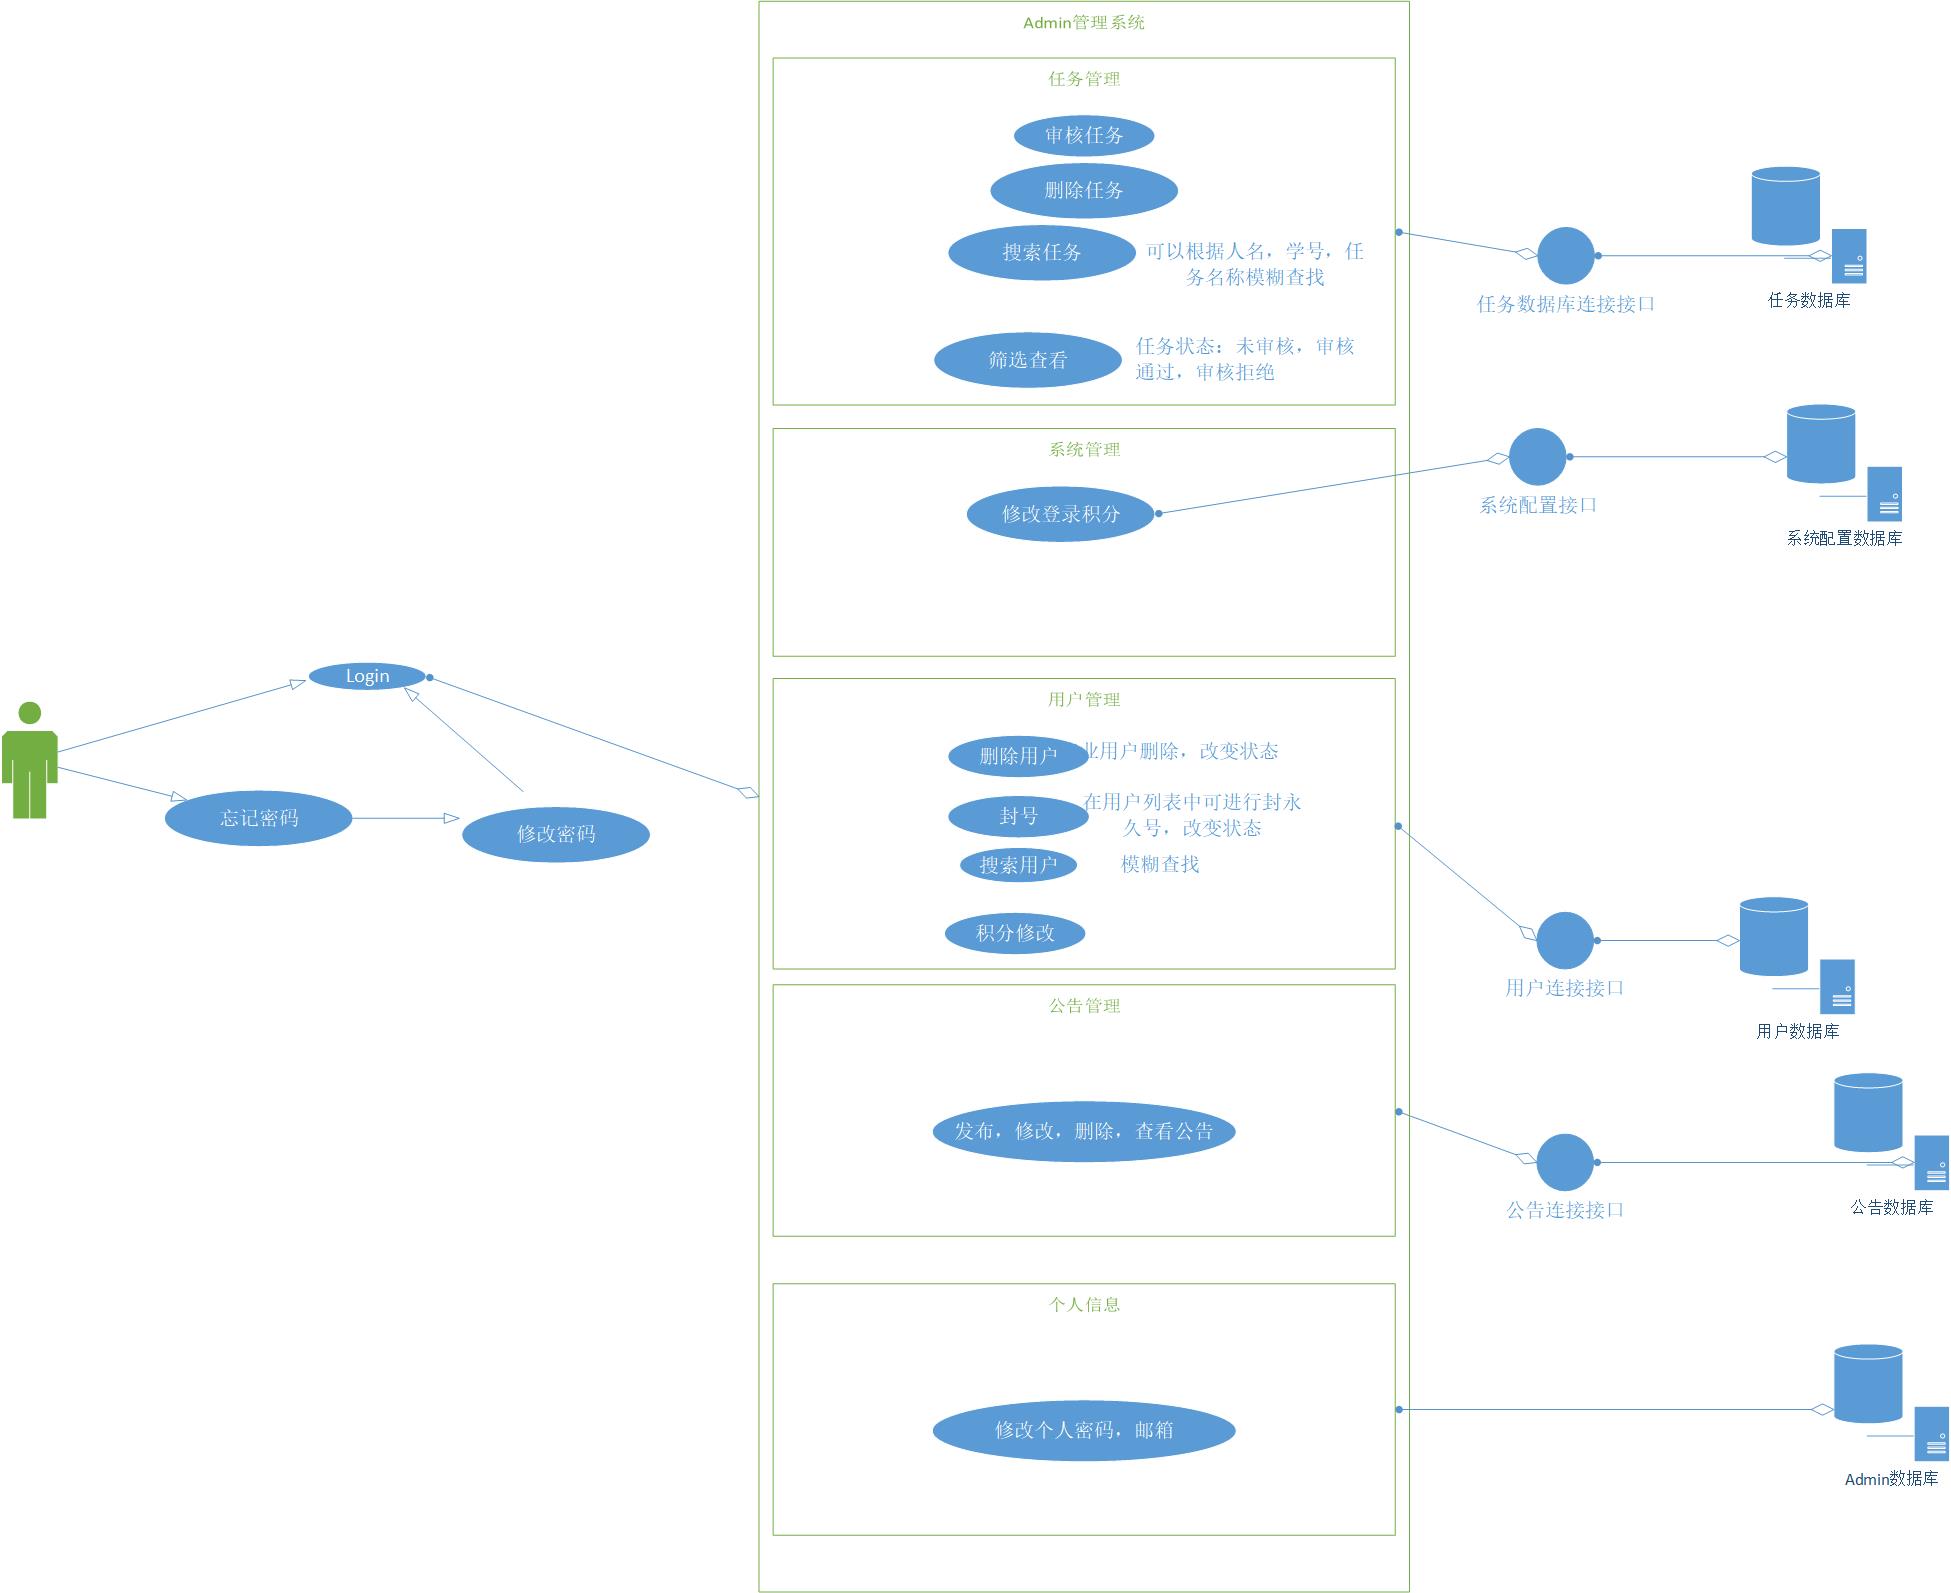 Admin管理系统
任务管理
审核任务
删除任务
搜索任务
可以根据人名，学号，任
务名称模糊查找
筛选查看
任务状态：未审核，审核
通过，审核拒绝
任务数据库连接接口
任务数据库
系统管理
修改登录积分
系统配置接口
系统配置数据库
Login
忘记密码
修改密码
用户管理
删除用户
业用户删除，改变状态
封号
在用户列表中可进行封永
久号，改变状态
搜索用户
模糊查找
积分修改
用户连接接口
用户数据库
公告管理
发布，修改，删除，查看公告
公告连接接口
公告数据库
个人信息
修改个人密码，邮箱
Admin数据库